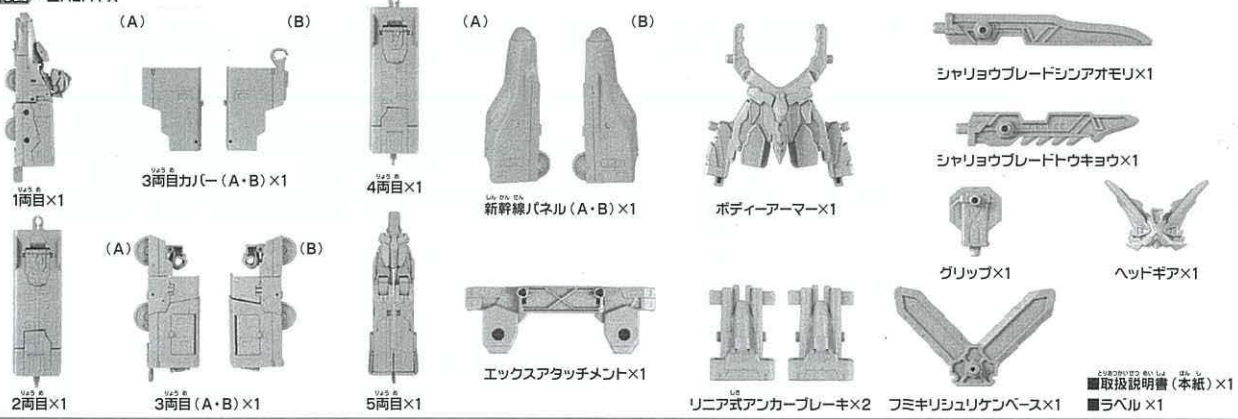 (A)
(B)
1両目×1
3両目カバー(A・B)×1
4両目×1
(A)
(B)
新幹線パネル(A・B)×1
ボディーアーマー×1
シャリョウブレードシンアオモリ×1
シャリョウブレードトウキョウ×1
グリップ×1
ヘッドギア×1
2両目×1
(A)
(B)
3両目(A・B)×1
5両目×1
エックスアタッチメント×1
リニア式アンカーブレーキ×2
フミキリシュリケンベース×1
■取扱説明書(本紙)×1
■ラベル×1